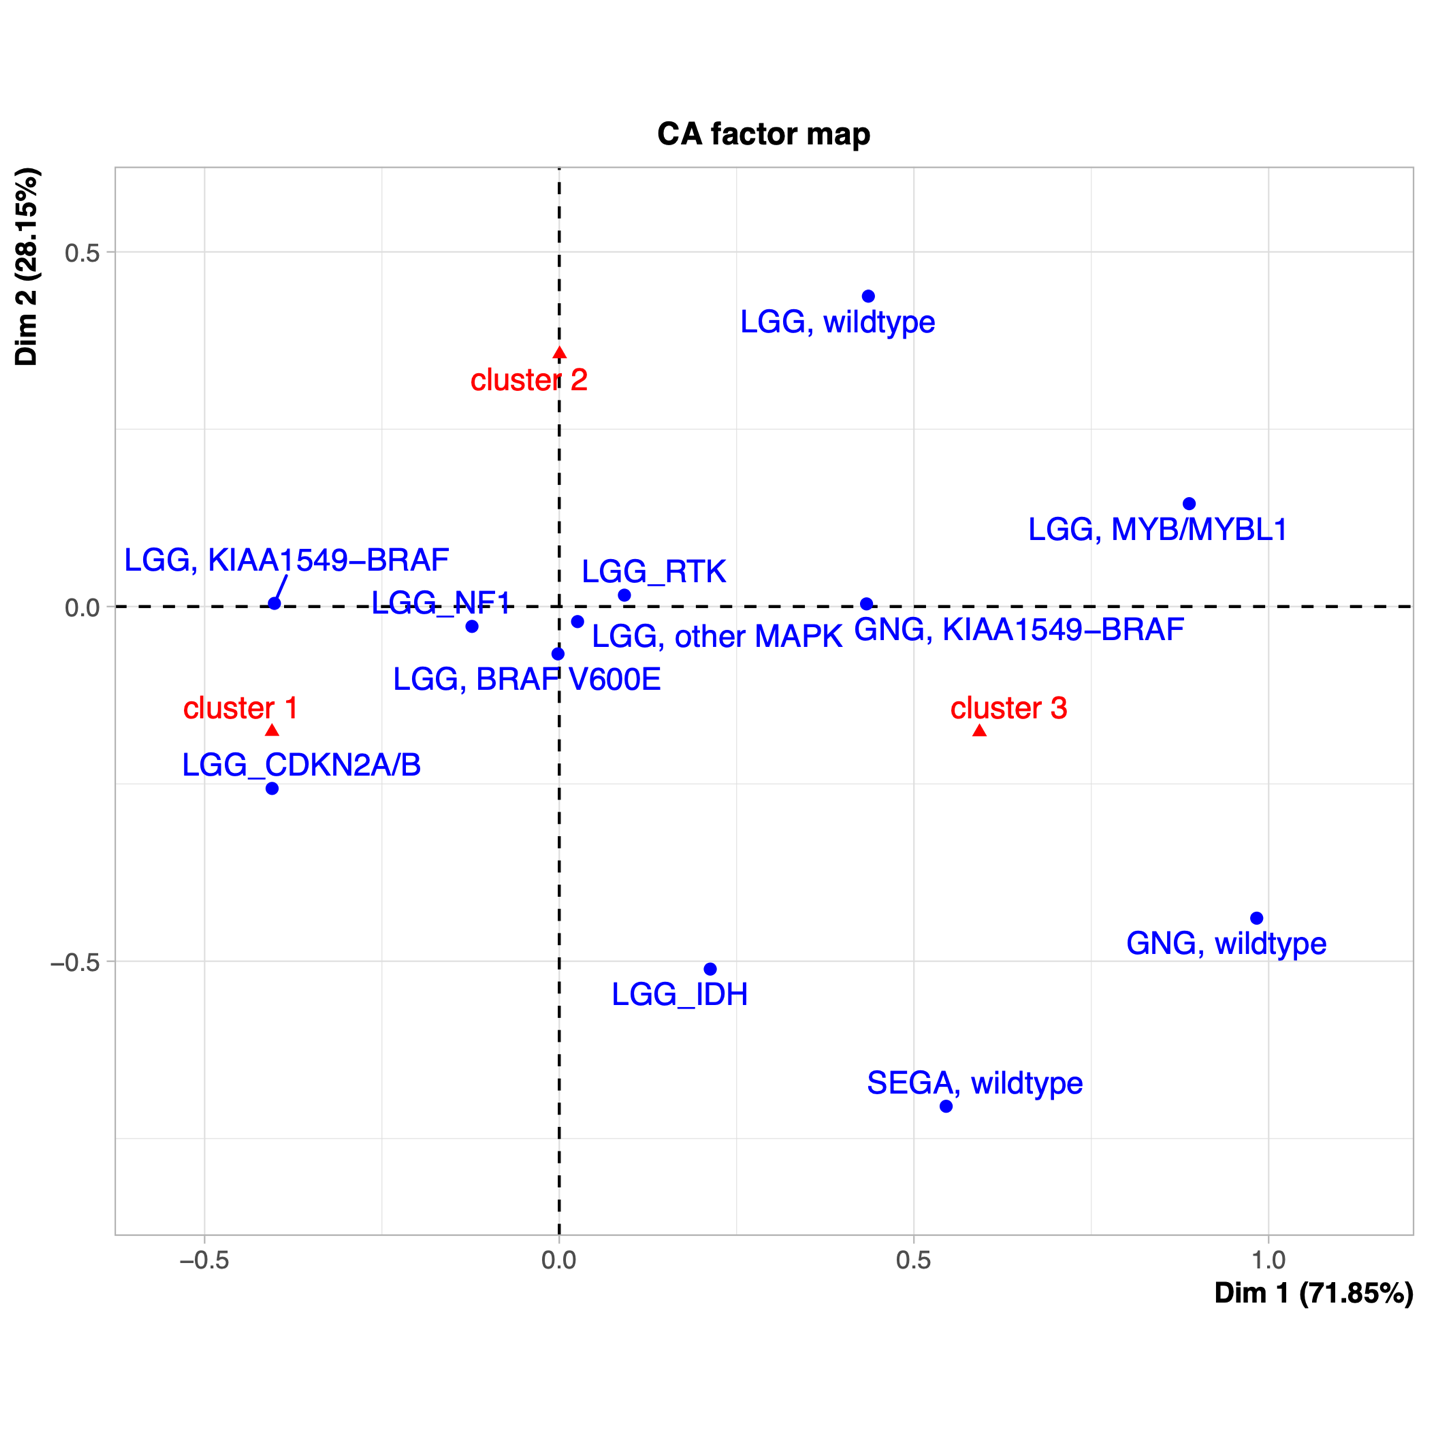 CA factor map
Dim 2 (28.15%)
0.5
LGG, wildtype
cluster 2
LGG, MYB/MYBL1
LGG, KIAA1549−BRAF
LGG_RTK
0.0
LGG_NF1
LGG, other MAPK
GNG, KIAA1549−BRAF
LGG, BRAF V600E
cluster 1
cluster 3
LGG_CDKN2A/B
GNG, wildtype
−0.5
LGG_IDH
SEGA, wildtype
−0.5
0.0
0.5
1.0
Dim 1 (71.85%)